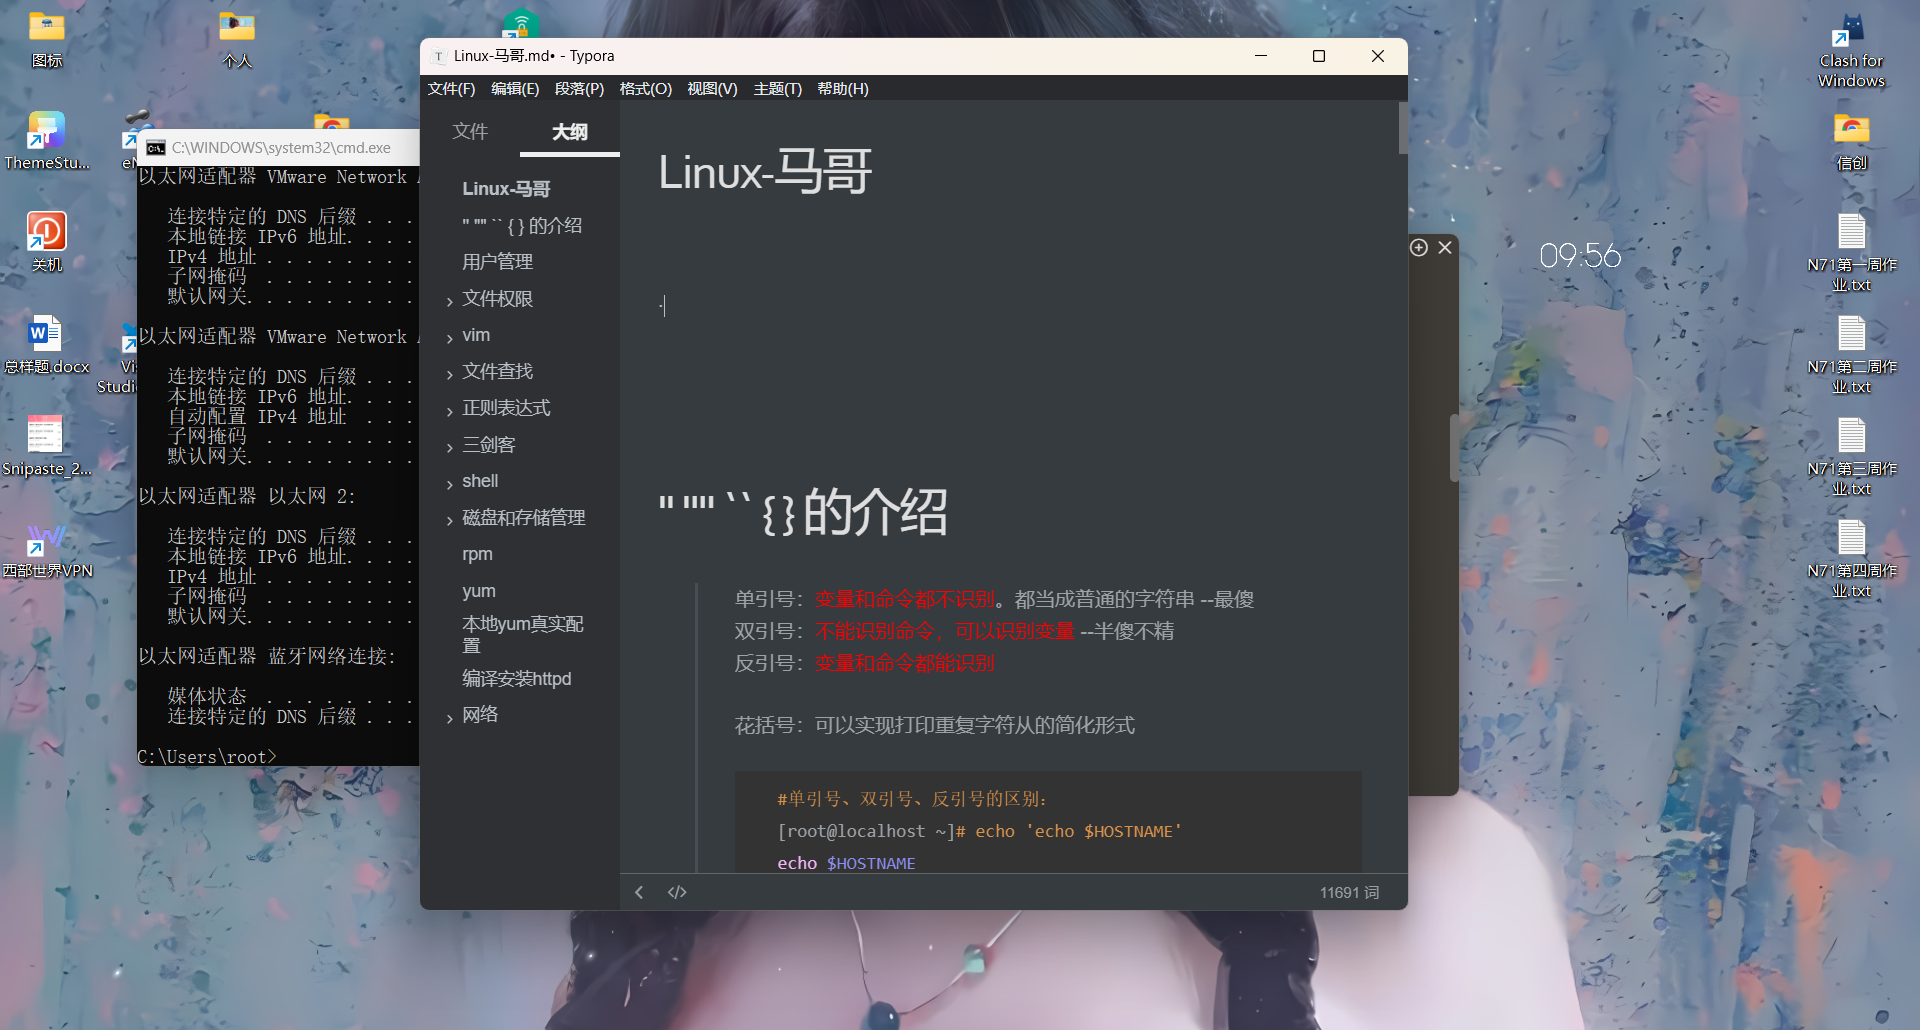 图标
个人
ThemeStu...
关机
总样题.docx
Snipaste_2...
西部世界VPN
C:\WINDOWS\system32\cmd.exe
以太网适配器 VMware Network
连接特定的 DNS 后缀 . . .
本地链接 IPv6 地址. . . .
IPv4 地址 . . . . . . . .
子网掩码 . . . . . . . .
默认网关. . . . . . . . .
以太网适配器 VMware Network
连接特定的 DNS 后缀 . . .
本地链接 IPv6 地址. . . .
自动配置 IPv4 地址 . . .
子网掩码 . . . . . . . .
默认网关. . . . . . . . .
以太网适配器 以太网 2:
连接特定的 DNS 后缀 . . .
本地链接 IPv6 地址. . . .
IPv4 地址 . . . . . . . .
子网掩码 . . . . . . . .
默认网关. . . . . . . . .
以太网适配器 蓝牙网络连接:
媒体状态 . . . . . . . .
连接特定的 DNS 后缀 . . .
C:\Users\root>
Linux-马哥.md• - Typora
文件(F) 编辑(E) 段落(P) 格式(O) 视图(V) 主题(T) 帮助(H)
文件 大纲
Linux-马哥
'' "" `` { } 的介绍
用户管理
文件权限
vim
文件查找
正则表达式
三剑客
shell
磁盘和存储管理
rpm
yum
本地yum真实配
置
编译安装httpd
网络
Linux-马哥
'' "" `` { } 的介绍
单引号：变量和命令都不识别。都当成普通的字符串 --最傻
双引号：不能识别命令，可以识别变量 --半傻不精
反引号：变量和命令都能识别
花括号：可以实现打印重复字符从的简化形式
#单引号、双引号、反引号的区别：
[root@localhost ~]# echo 'echo $HOSTNAME'
echo $HOSTNAME
11691 词
09:56
Clash for
Windows
信创
N71第一周作
业.txt
N71第二周作
业.txt
N71第三周作
业.txt
N71第四周作
业.txt